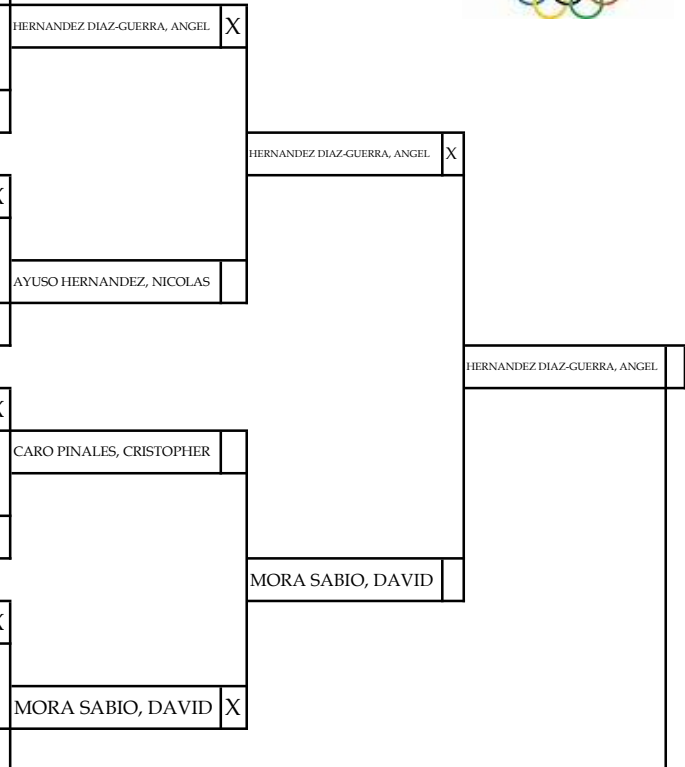 HERNANDEZ DIAZ-GUERRA, ANGEL X
HERNANDEZ DIAZ-GUERRA, ANGEL X
X
AYUSO HERNANDEZ, NICOLAS
HERNANDEZ DIAZ-GUERRA, ANGEL
X
CARO PINALES, CRISTOPHER
MORA SABIO, DAVID
X
MORA SABIO, DAVID X